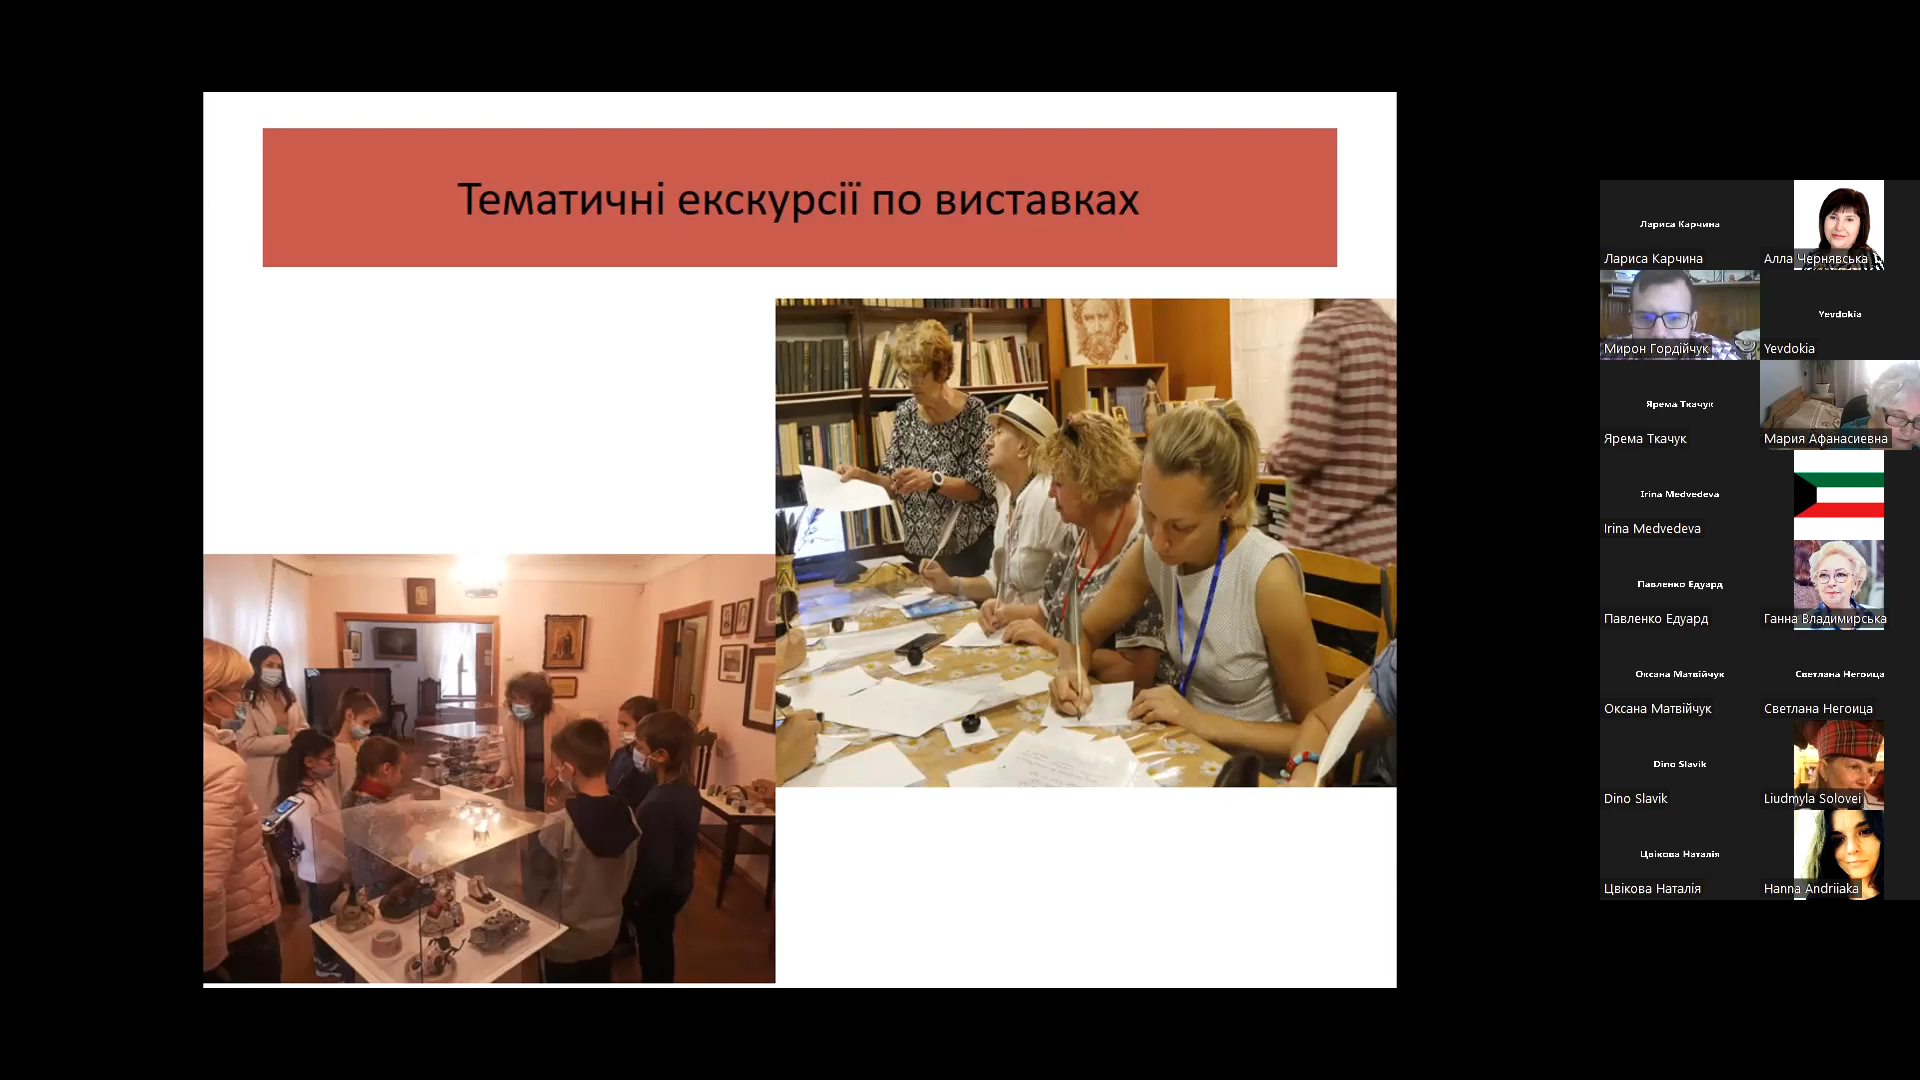 Тематичні екскурсії по виставках
Лариса Карчина
Лариса Карчина
Алла Чернявська
Мирон Гордійчук
Yevdokia
Yevdokia
Ярема Ткачук
Ярема Ткачук
Мария Афанасиевна
Irina Medvedeva
Irina Medvedeva
Павленко Едуард
Павленко Едуард
Ганна Владимирська
Оксана Матвійчук
Оксана Матвійчук
Светлана Негоица
Светлана Негоица
Dino Slavik
Dino Slavik
Liudmyla Solovei
Цвікова Наталія
Цвікова Наталія
Hanna Andriiaka